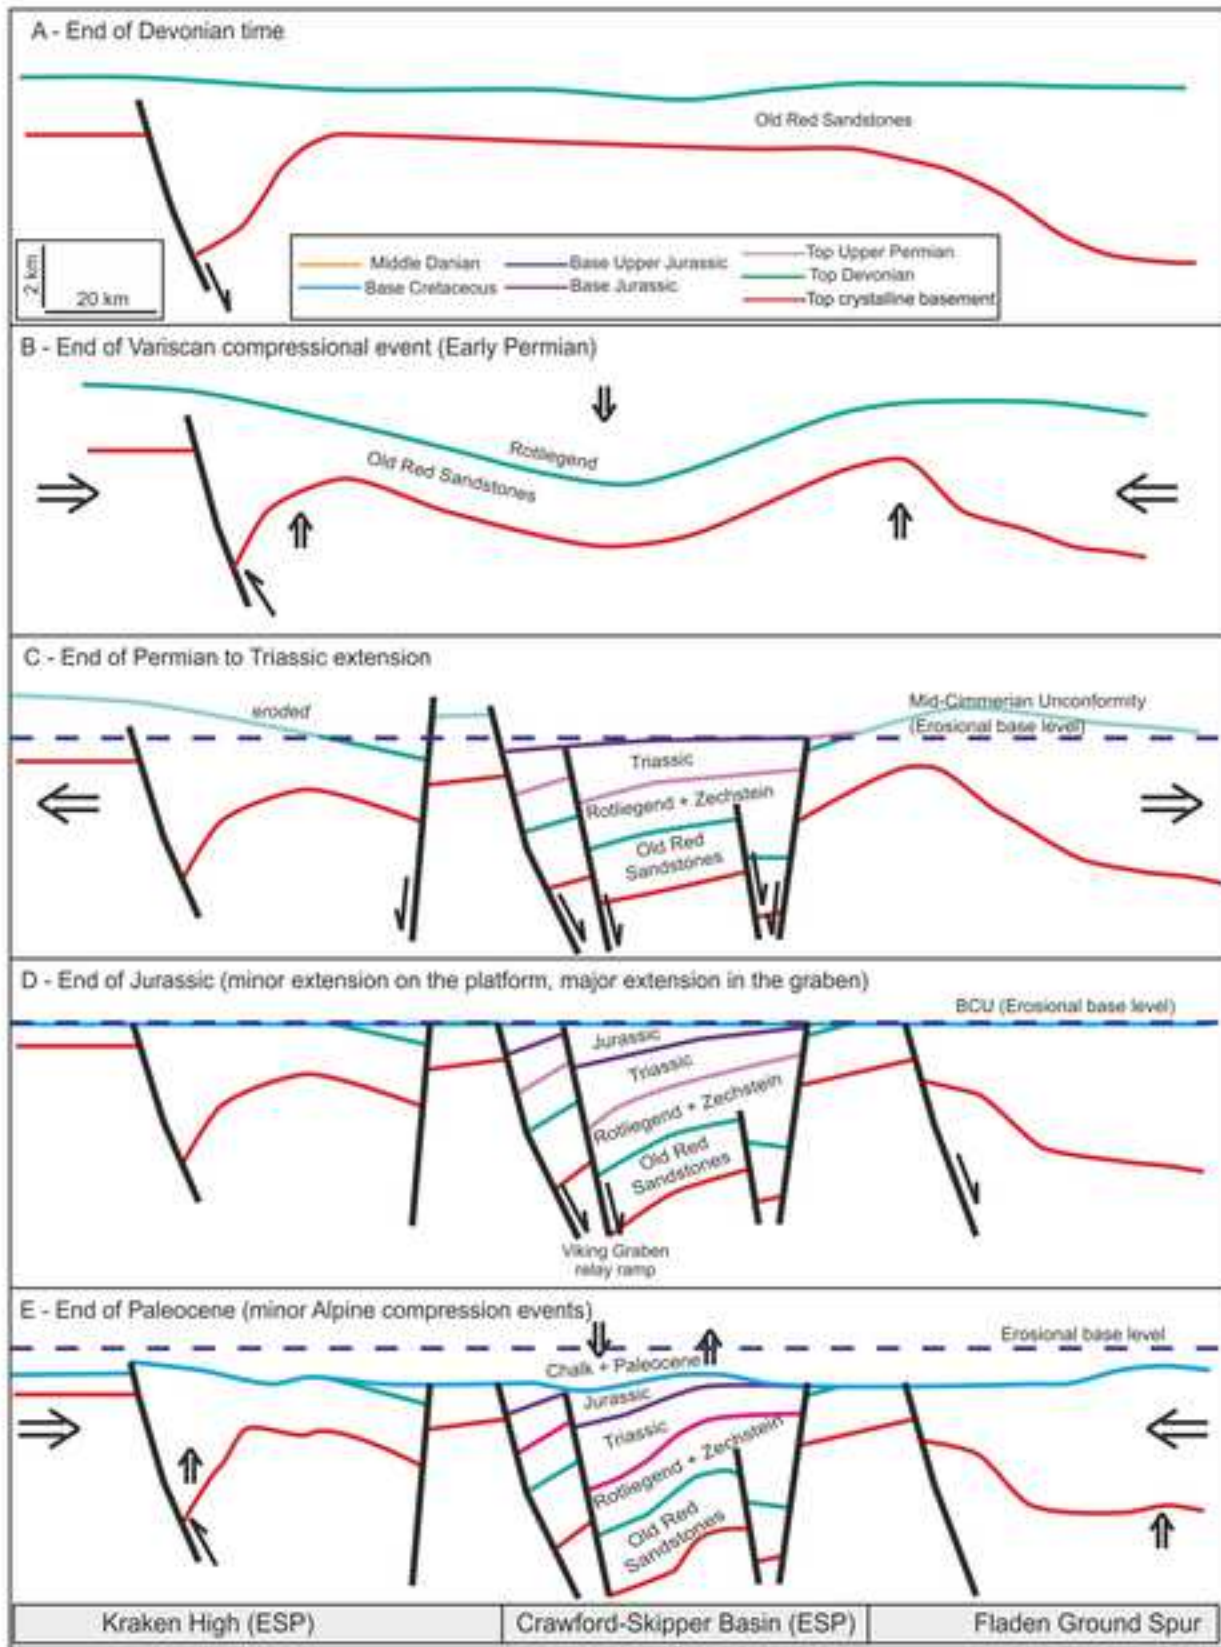 A - End of Devonian time
Old Red Sandstones
2 km
20 km
Middle Danian
Base Cretaceous
Base Upper Jurassic
Base Jurassic
Top Upper Permian
Top Devonian
Top crystalline basement
B - End of Variscan compressional event (Early Permian)
Rotliegend
Old Red Sandstones
C - End of Permian to Triassic extension
eroded
Mid-Cimmerian Unconformity
(Erosional base level)
Triassic
Rotliegend + Zechstein
Old Red
Sandstones
D - End of Jurassic (minor extension on the platform, major extension in the graben)
BCU (Erosional base level)
Jurassic
Triassic
Rotliegend + Zechstein
Old Red
Sandstones
Viking Graben
relay ramp
E - End of Paleocene (minor Alpine compression events)
Erosional base level
Chalk + Paleocene
Jurassic
Triassic
Rotliegend + Zechstein
Old Red
Sandstones
Kraken High (ESP)
Crawford-Skipper Basin (ESP)
Fladen Ground Spur